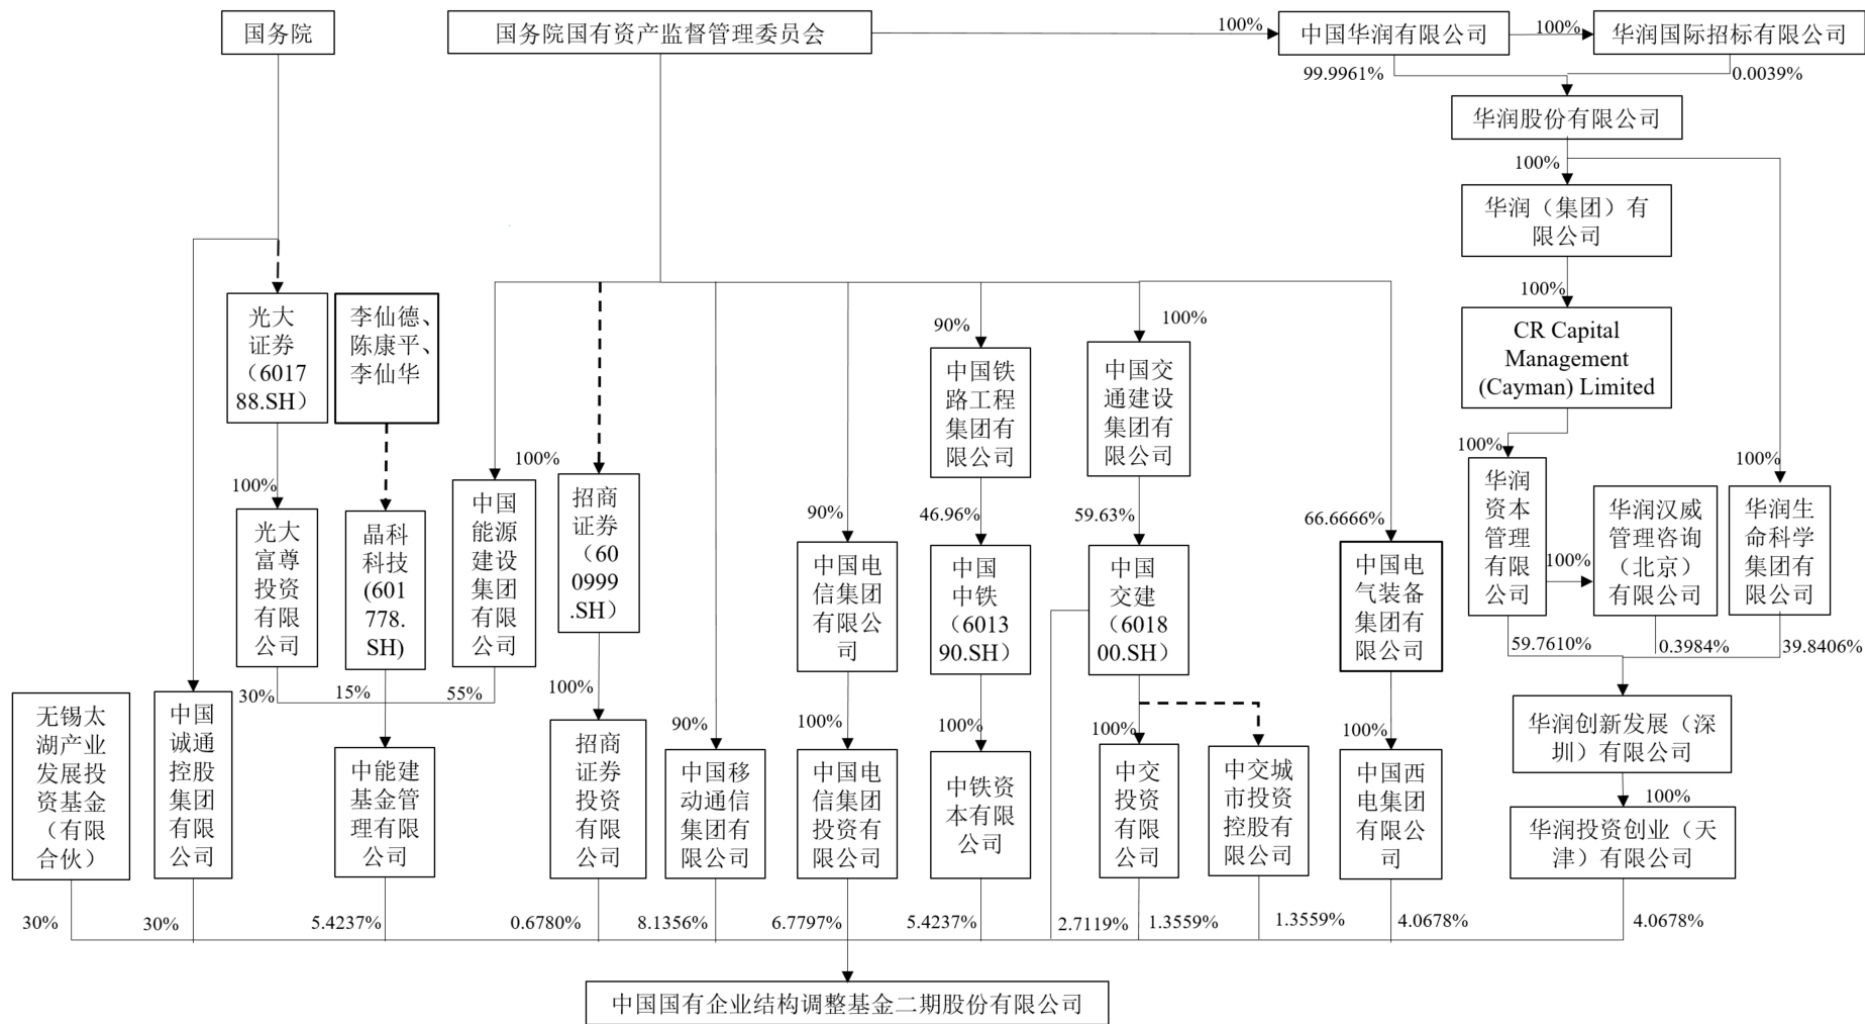 国务院
国务院国有资产监督管理委员会
100%
中国华润有限公司
100%
华润国际招标有限公司
99.9961%
0.0039%
华润股份有限公司
100%
华润（集团）有
限公司
100%
CR Capital
Management
(Cayman) Limited
光大
证券
（6017
88.SH）
李仙德、
陈康平、
李仙华
90%
中国铁
路工程
集团有
限公司
100%
中国交
通建设
集团有
限公司
100%
100%
100%
100%
光大
富尊
投资
有限
公司
晶科
科技
(601
778.
SH)
中国
能源
建设
集团
有限
公司
100%
招商
证券
（60
0999
.SH）
90%
中国电
信集团
有限公
司
46.96%
中国
中铁
（6013
90.SH）
59.63%
中国
交建
（6018
00.SH）
66.6666%
中国电
气装备
集团有
限公司
华润
资本
管理
有限
公司
100%
华润汉威
管理咨询
（北京）
有限公司
华润生
命科学
集团有
限公司
59.7610%
0.3984%
39.8406%
30%
15%
55%
100%
90%
100%
100%
100%
100%
无锡太
湖产业
发展投
资基金
（有限
合伙）
中国
诚通
控股
集团
有限
公司
中能建
基金管
理有限
公司
招商
证券
投资
有限
公司
中国移
动通信
集团有
限公司
中国电
信集团
投资有
限公司
中铁资
本有限
公司
中交
投资
有限
公司
中交城
市投资
控股有
限公司
中国西
电集团
有限公
司
华润创新发展（深
圳）有限公司
100%
华润投资创业（天
津）有限公司
30%
30%
5.4237%
0.6780%
8.1356%
6.7797%
5.4237%
2.7119%
1.3559%
1.3559%
4.0678%
4.0678%
中国国有企业结构调整基金二期股份有限公司